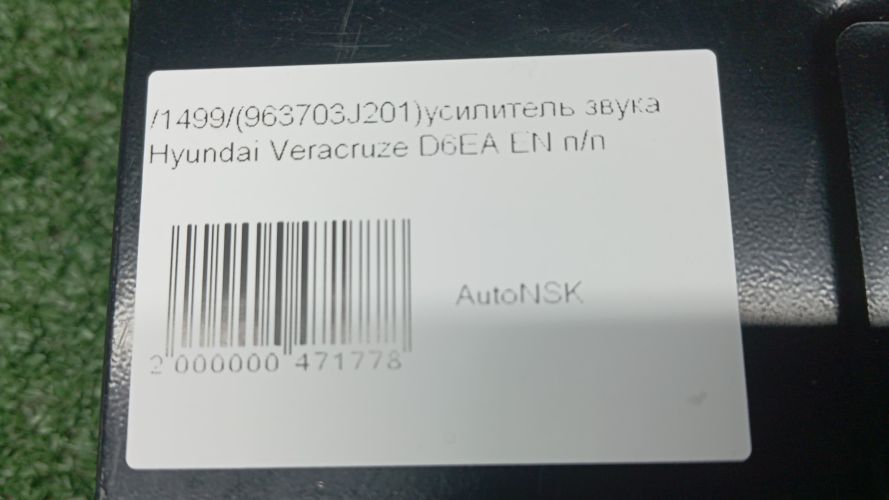 /1499/(963703J201)усилитель звука
Hyundai Veracruze D6EA EN п/п
AutoNSK
2 000000 471778